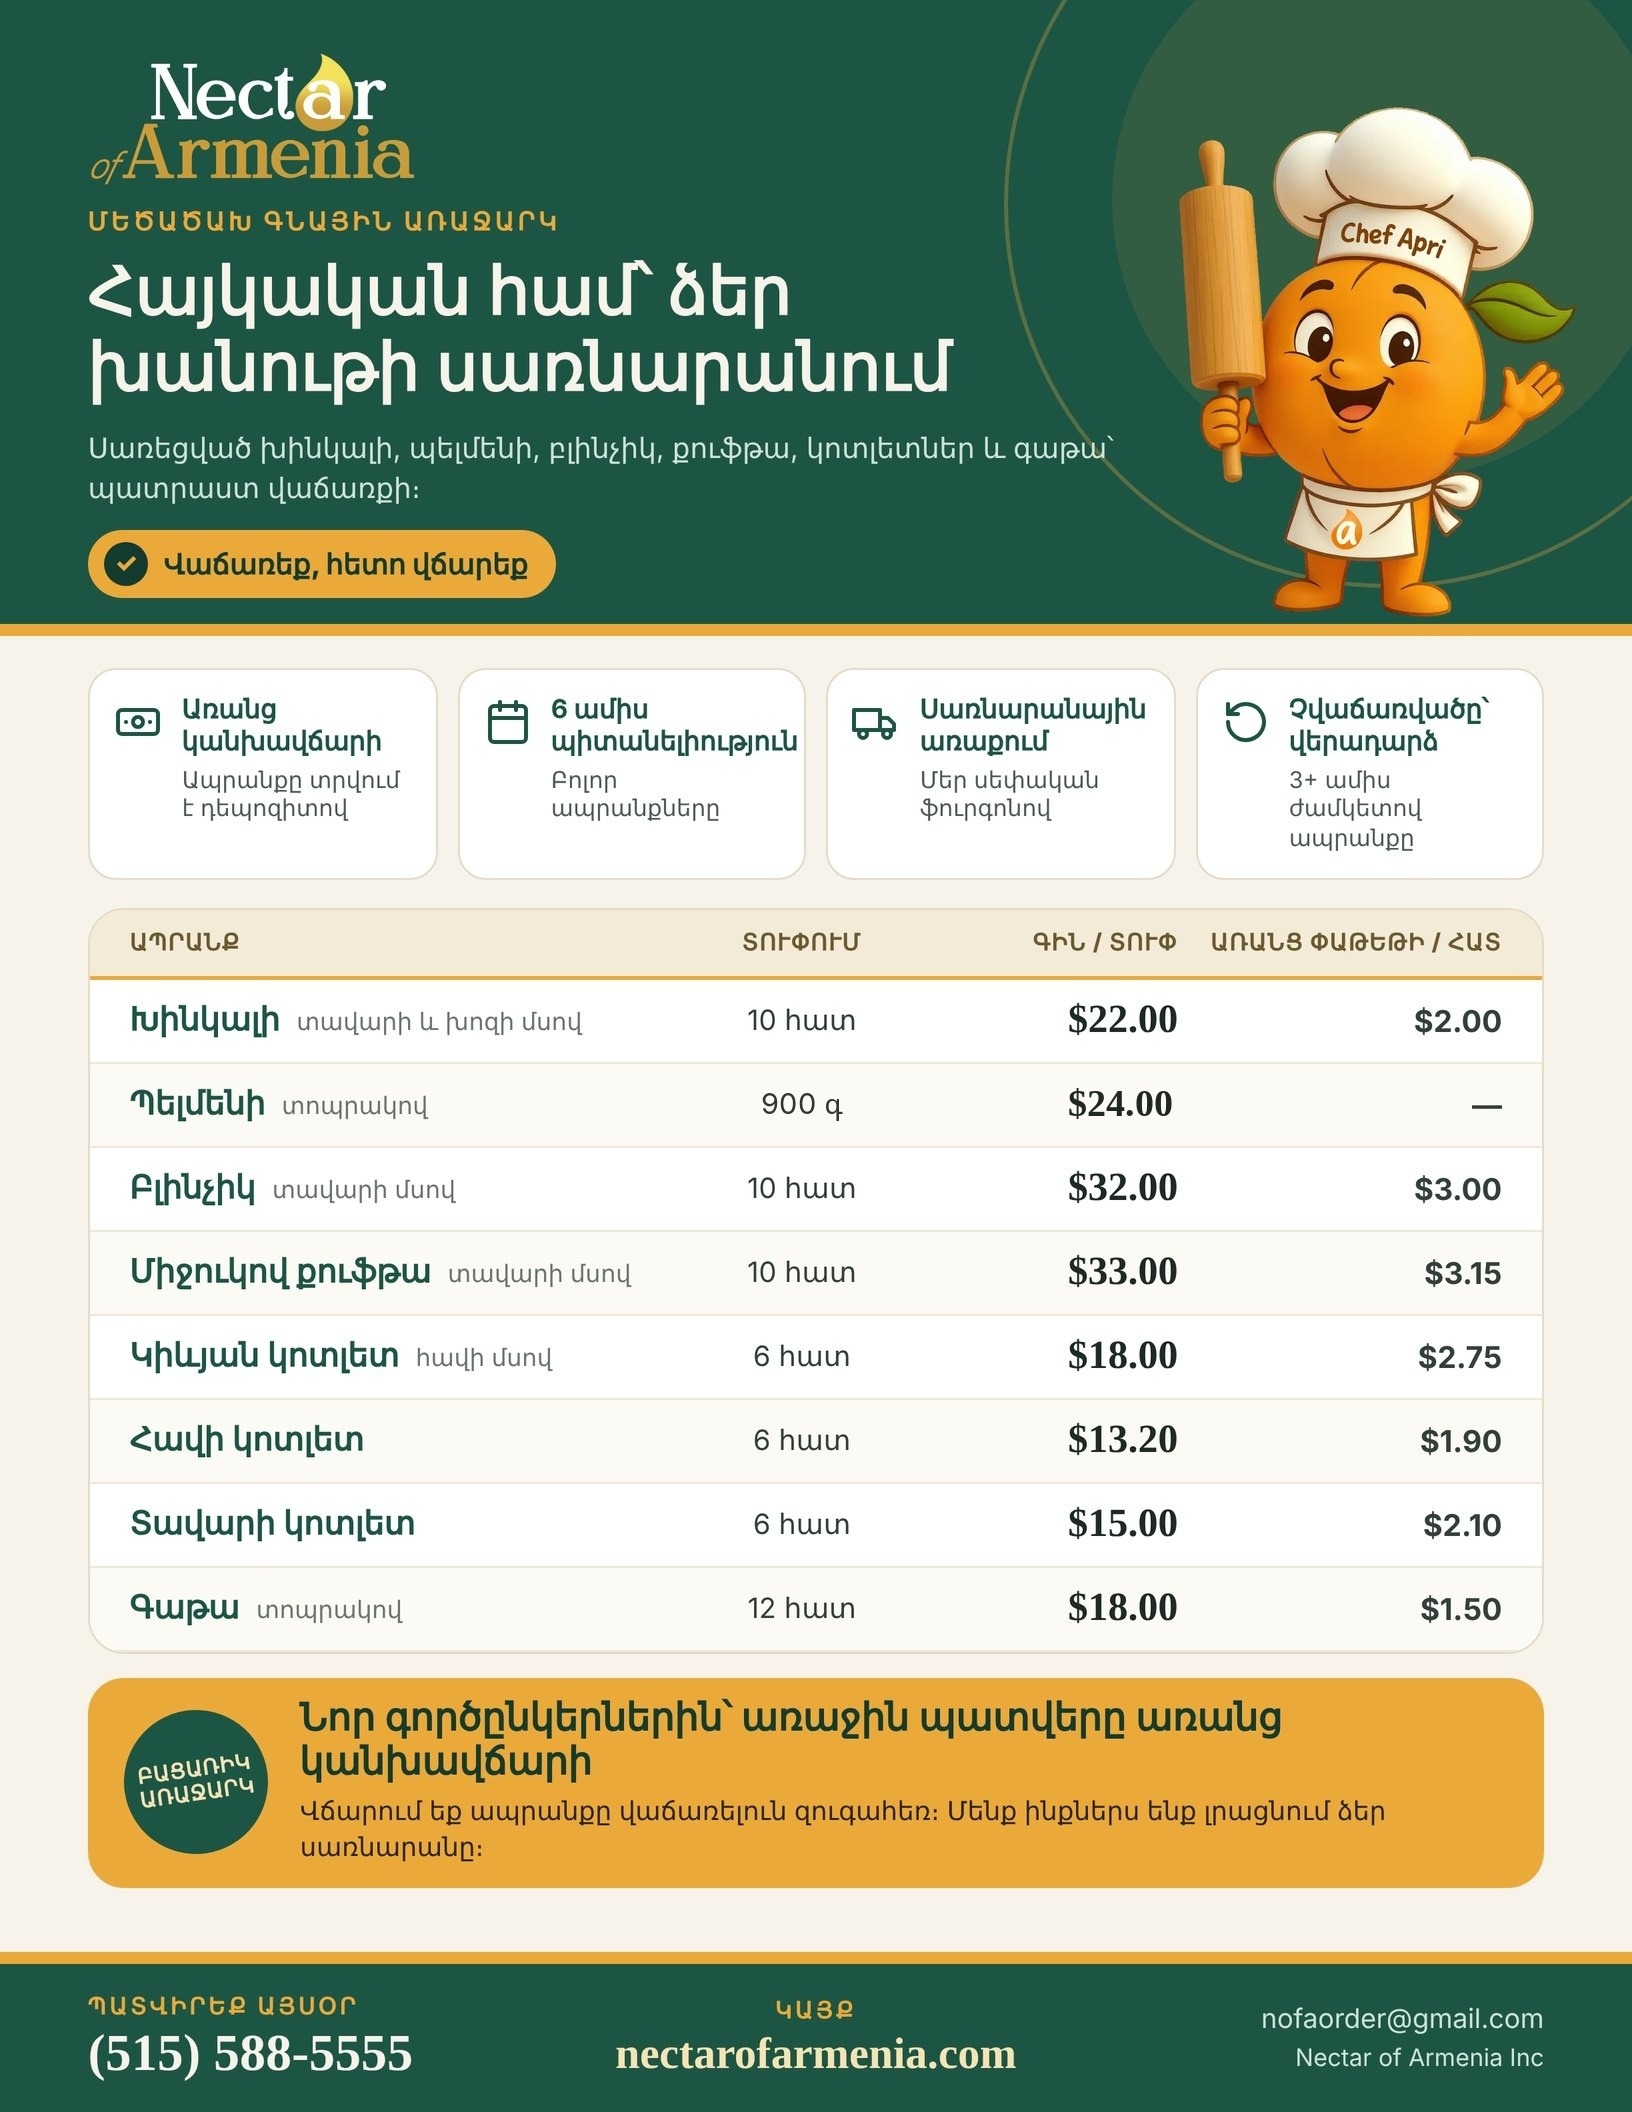 Nectar
of Armenia
ՄԵԾԱԾԱԽ ԳՆԱՅԻՆ ԱՌԱՋԱՐԿ
Հայկական համ՝ ձեր
խանութի սառնարանում
Սառեցված խինկալի, պելմենի, բլինչիկ, քուֆթա, կոտլետներ և գաթա՝
պատրաստ վաճառքի։
Վաճառեք, հետո վճարեք
Chef Apri
a
Առանց
կանխավճարի
Ապրանքը տրվում
է դեպոզիտով
6 ամիս
պիտանելիություն
Բոլոր
ապրանքները
Սառնարանային
առաքում
Մեր սեփական
ֆուրգոնով
Չվաճառվածը՝
վերադարձ
3+ ամիս
ժամկետով
ապրանքը
ԱՊՐԱՆՔ ՏՈՒՓՈՒՄ ԳԻՆ / ՏՈՒՓ ԱՌԱՆՑ ՓԱԹԵԹԻ / ՀԱՏ
Խինկալի տավարի և խոզի մսով 10 հատ $22.00 $2.00
Պելմենի տոպրակով 900 գ $24.00 —
Բլինչիկ տավարի մսով 10 հատ $32.00 $3.00
Միջուկով քուֆթա տավարի մսով 10 հատ $33.00 $3.15
Կիևյան կոտլետ հավի մսով 6 հատ $18.00 $2.75
Հավի կոտլետ 6 հատ $13.20 $1.90
Տավարի կոտլետ 6 հատ $15.00 $2.10
Գաթա տոպրակով 12 հատ $18.00 $1.50
ԲԱՑԱՌԻԿ
ԱՌԱՋԱՐԿ
Նոր գործընկերներին՝ առաջին պատվերը առանց
կանխավճարի
Վճարում եք ապրանքը վաճառելուն զուգահեռ։ Մենք ինքներս ենք լրացնում ձեր
սառնարանը։
ՊԱՏՎԻՐԵՔ ԱՅՍՕՐ
(515) 588-5555
ԿԱՅՔ
nectarofarmenia.com
nofaorder@gmail.com
Nectar of Armenia Inc